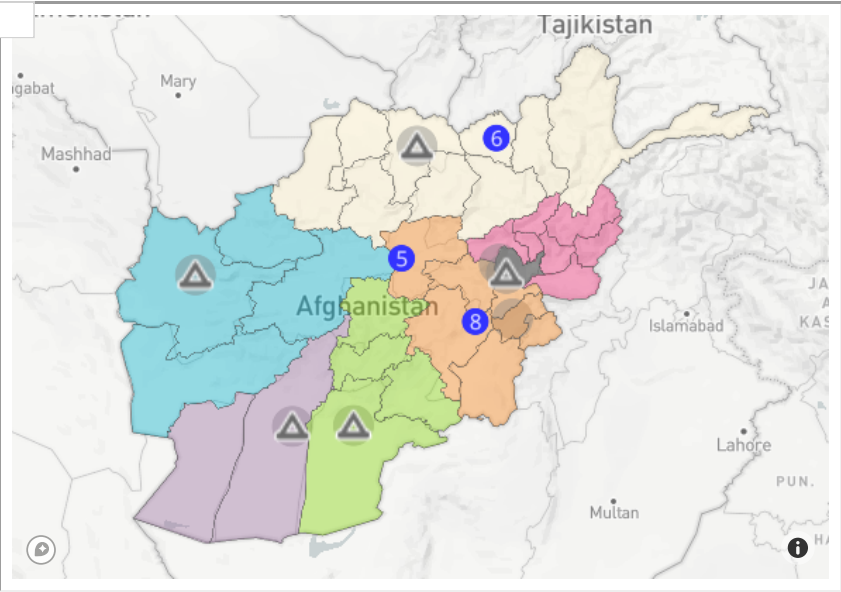 Tajikistan
Mary
Mashhad
6
5
Afghanistan
8
Islamabad
Lahore
PUN.
Multan